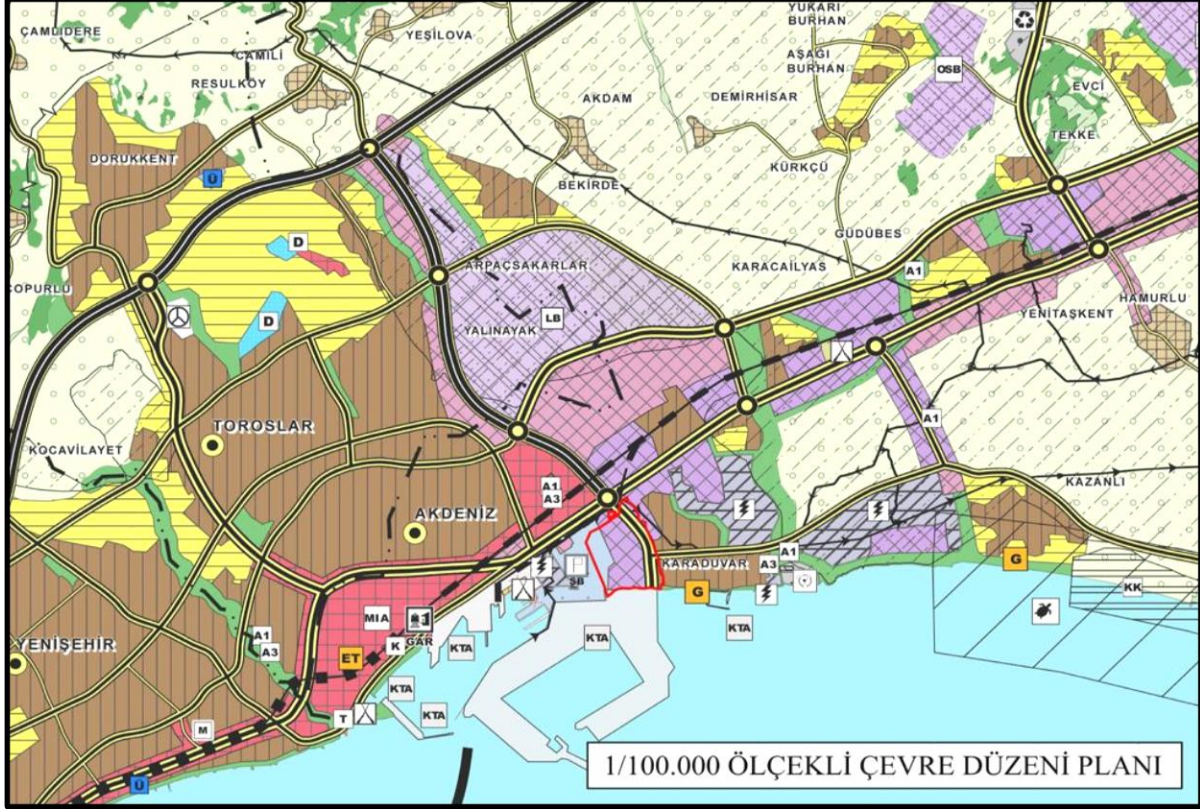 ÇAMLIDERE
YEŞİLOVA
YUKARI
BURHAN
ÇAMİLİ
RESULKÖY
AŞAĞI
BURHAN
OSB
EVCİ
AKDAM
DEMİRHİSAR
TEKKE
DORUKKENT
KÜRKÇÜ
Ü
BEKİRDE
GÜDÜBES
D
ARPAÇSAKARLAR
KARACAİLYAS
A1
KOPURLU
HAMURLU
D
LB
YENİTAŞKENT
YALINAYAK
TOROSLAR
A1
KOCAVİLAYET
KAZANLI
A1
A3
AKDENİZ
A1
KARADUVAR
A3
G
SB
G
KK
MIA
GAR
A1
A3
K
KTA
KTA
KTA
YENİŞEHİR
ET
KTA
T
KTA
M
Ü
1/100.000 ÖLÇEKLİ ÇEVRE DÜZENİ PLANI